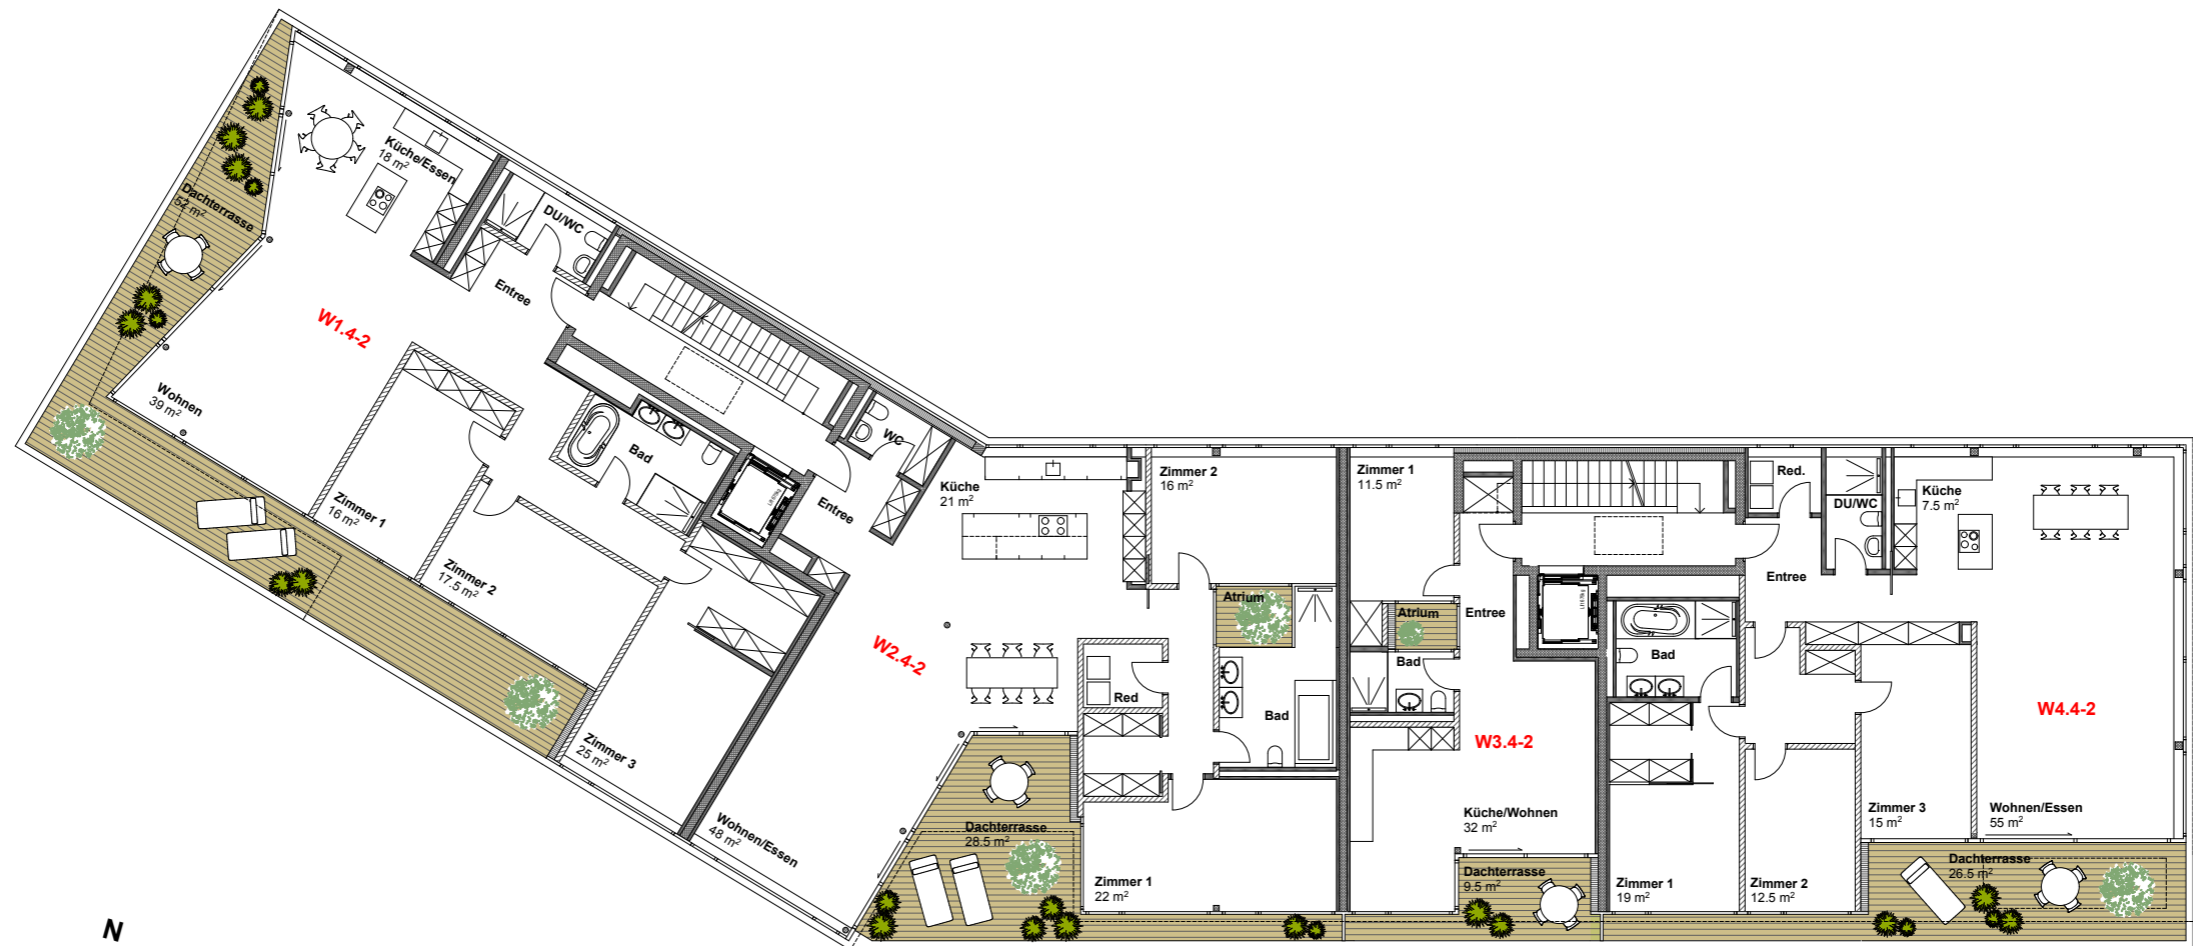 Küche/Essen
18 m²
DU/WC
Dachterrasse
52 m²
Entree
W1.4-2
Wohnen
39 m²
Bad
WC
Zimmer 1
16 m²
Zimmer 2
17.5 m²
Zimmer 3
25 m²
Entree
Küche
21 m²
W2.4-2
Wohnen/Essen
48 m²
Zimmer 2
16 m²
Atrium
Red
Bad
Dachterrasse
28.5 m²
Zimmer 1
22 m²
Zimmer 1
11.5 m²
Atrium
Entree
Bad
W3.4-2
Küche/Wohnen
32 m²
Dachterrasse
9.5 m²
Red.
DU/WC
Küche
7.5 m²
Entree
Bad
W4.4-2
Zimmer 3
15 m²
Wohnen/Essen
55 m²
Zimmer 1
19 m²
Zimmer 2
12.5 m²
Dachterrasse
26.5 m²
N